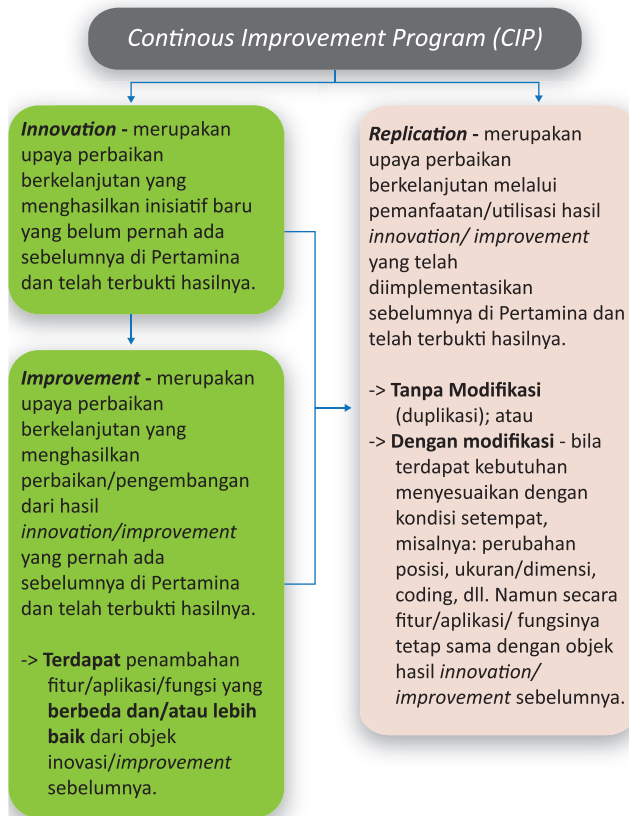 Continous Improvement Program (CIP)
Innovation - merupakan
upaya perbaikan
berkelanjutan yang
menghasilkan inisiatif baru
yang belum pernah ada
sebelumnya di Pertamina
dan telah terbukti hasilnya.
Improvement - merupakan
upaya perbaikan
berkelanjutan yang
menghasilkan
perbaikan/pengembangan
dari hasil
innovation/improvement
yang pernah ada
sebelumnya di Pertamina
dan telah terbukti hasilnya.
-> Terdapat penambahan
fitur/aplikasi/fungsi yang
berbeda dan/atau lebih
baik dari objek
inovasi/improvement
sebelumnya.
Replication - merupakan
upaya perbaikan
berkelanjutan melalui
pemanfaatan/utilisasi hasil
innovation/ improvement
yang telah
diimplementasikan
sebelumnya di Pertamina dan
telah terbukti hasilnya.
-> Tanpa Modifikasi
(duplikasi); atau
-> Dengan modifikasi - bila
terdapat kebutuhan
menyesuaikan dengan
kondisi setempat,
misalnya: perubahan
posisi, ukuran/dimensi,
coding, dll. Namun secara
fitur/aplikasi/ fungsinya
tetap sama dengan objek
hasil innovation/
improvement sebelumnya.